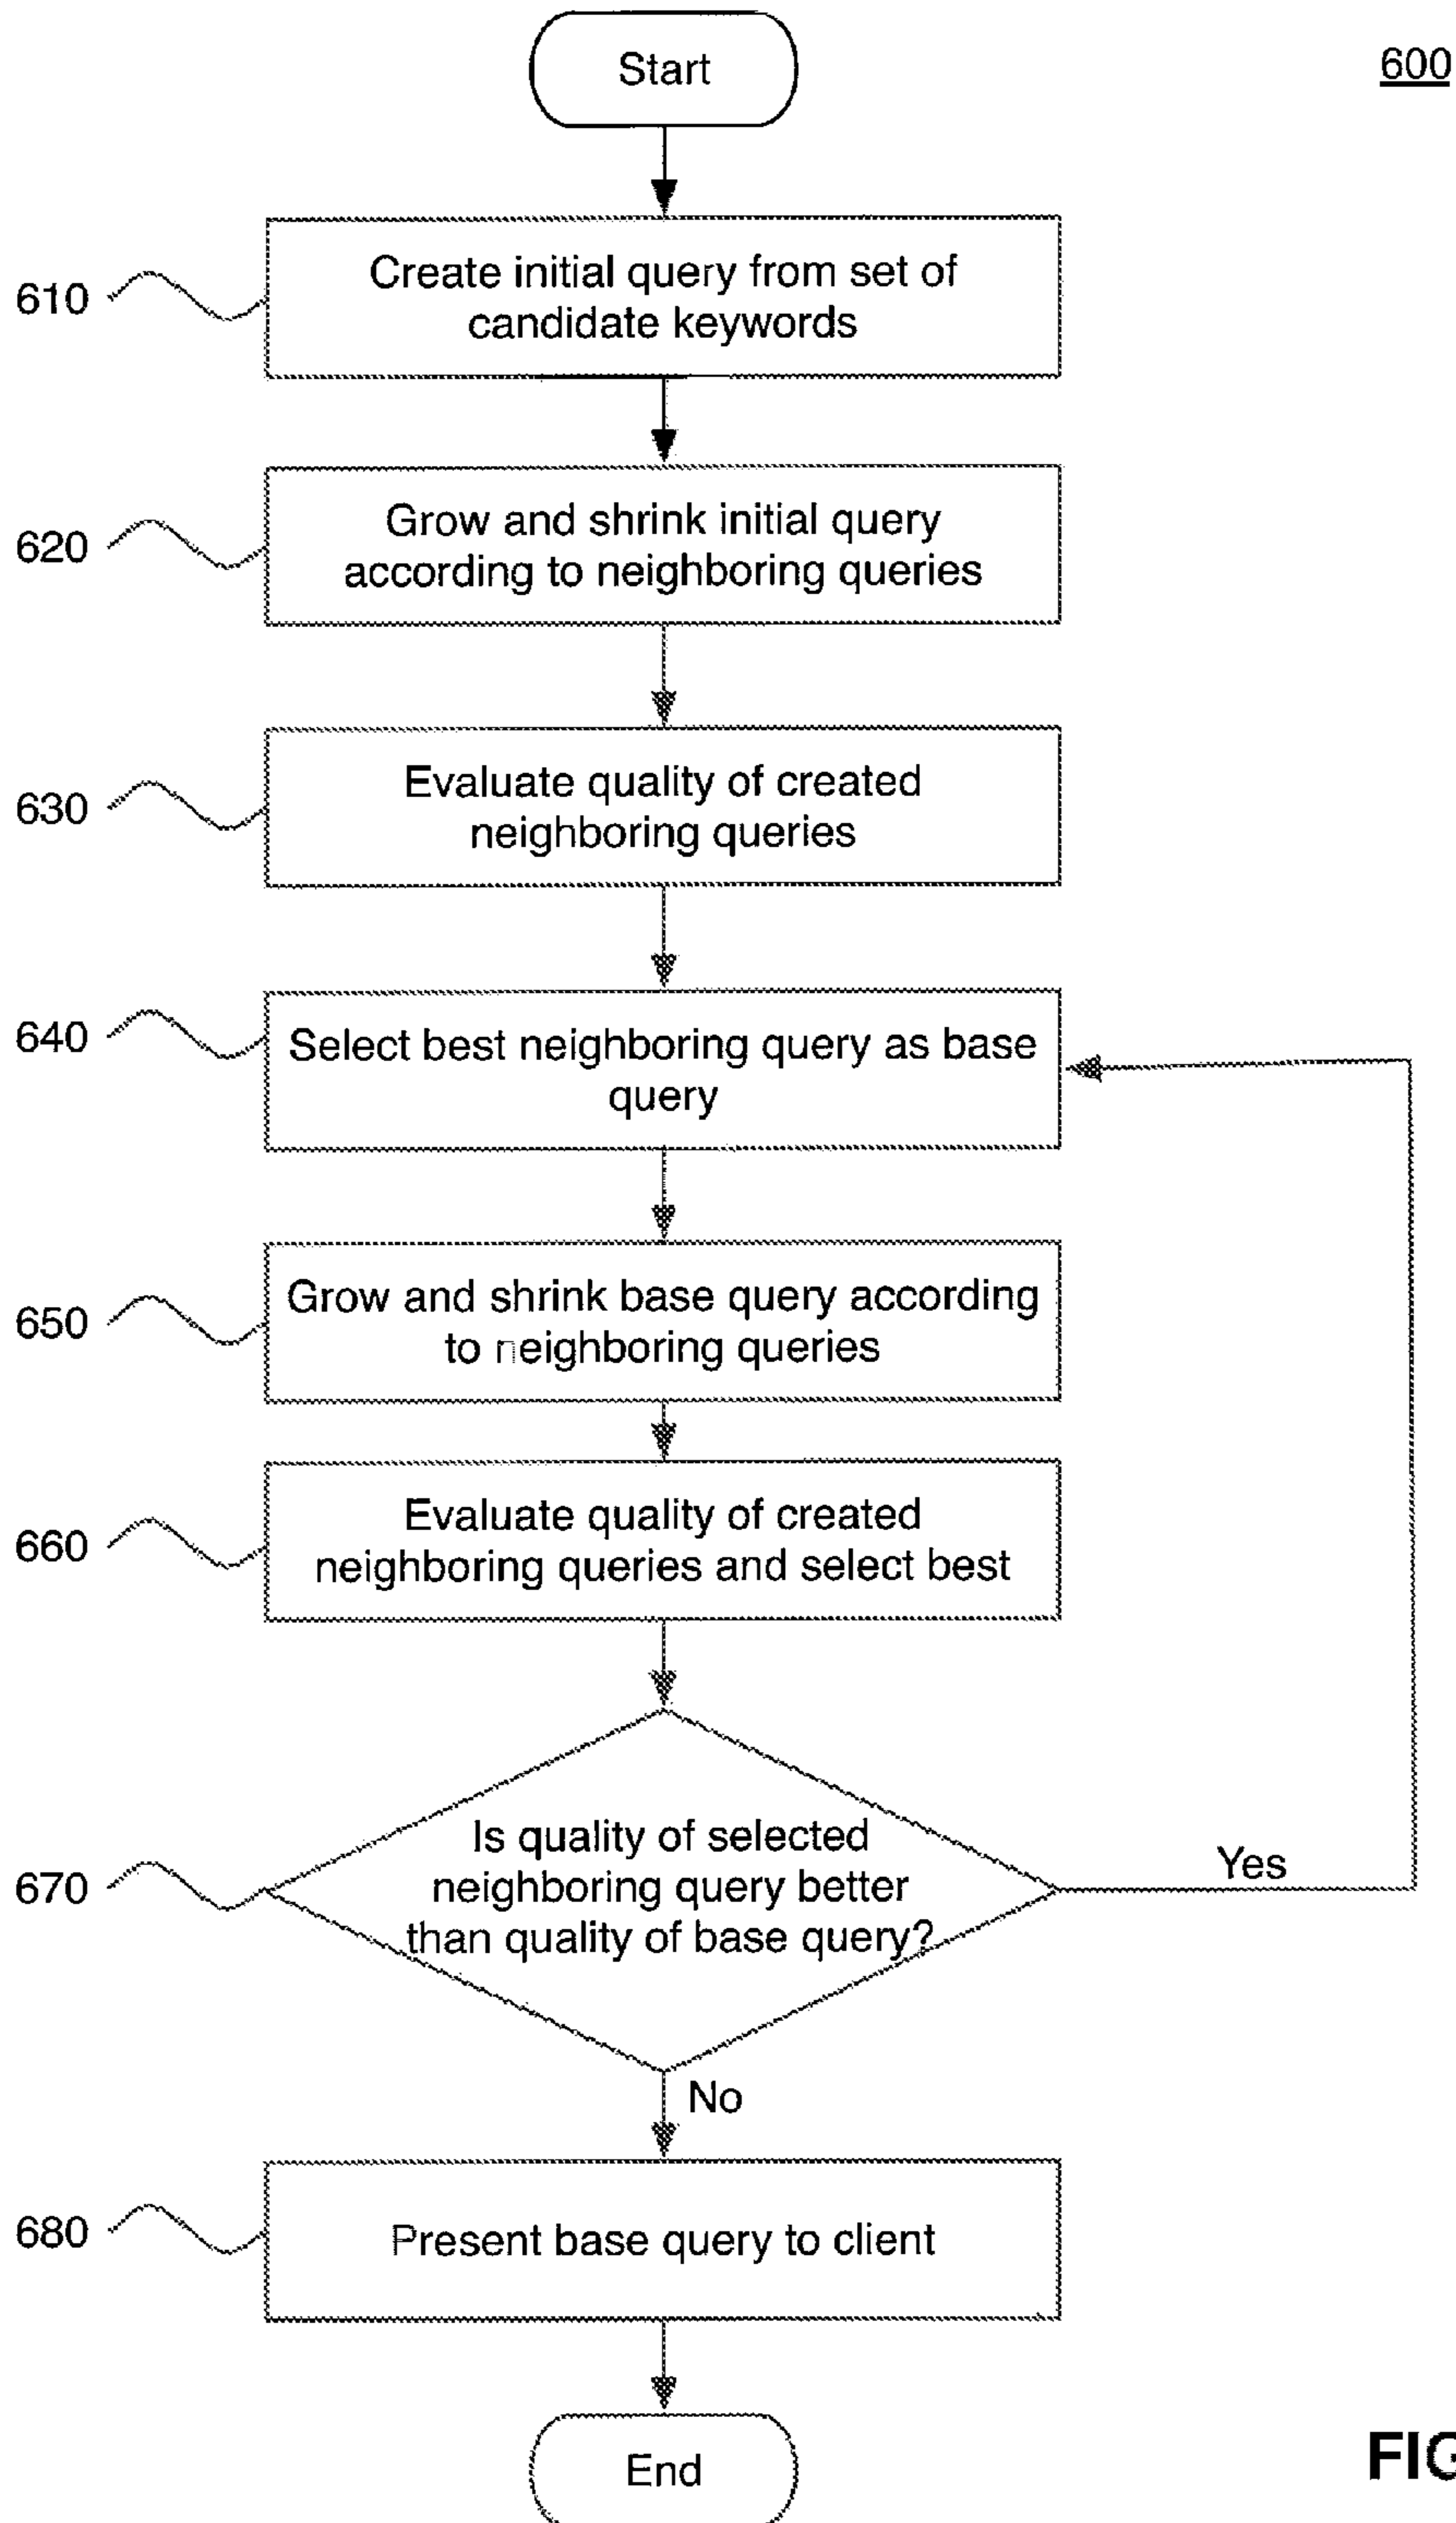 Start
600
610
Create initial query from set of
candidate keywords
620
Grow and shrink initial query
according to neighboring queries
630
Evaluate quality of created
neighboring queries
640
Select best neighboring query as base
query
650
Grow and shrink base query according
to neighboring queries
660
Evaluate quality of created
neighboring queries and select best
670
Is quality of selected
neighboring query better
than quality of base query?
Yes
No
680
Present base query to client
End
FIG